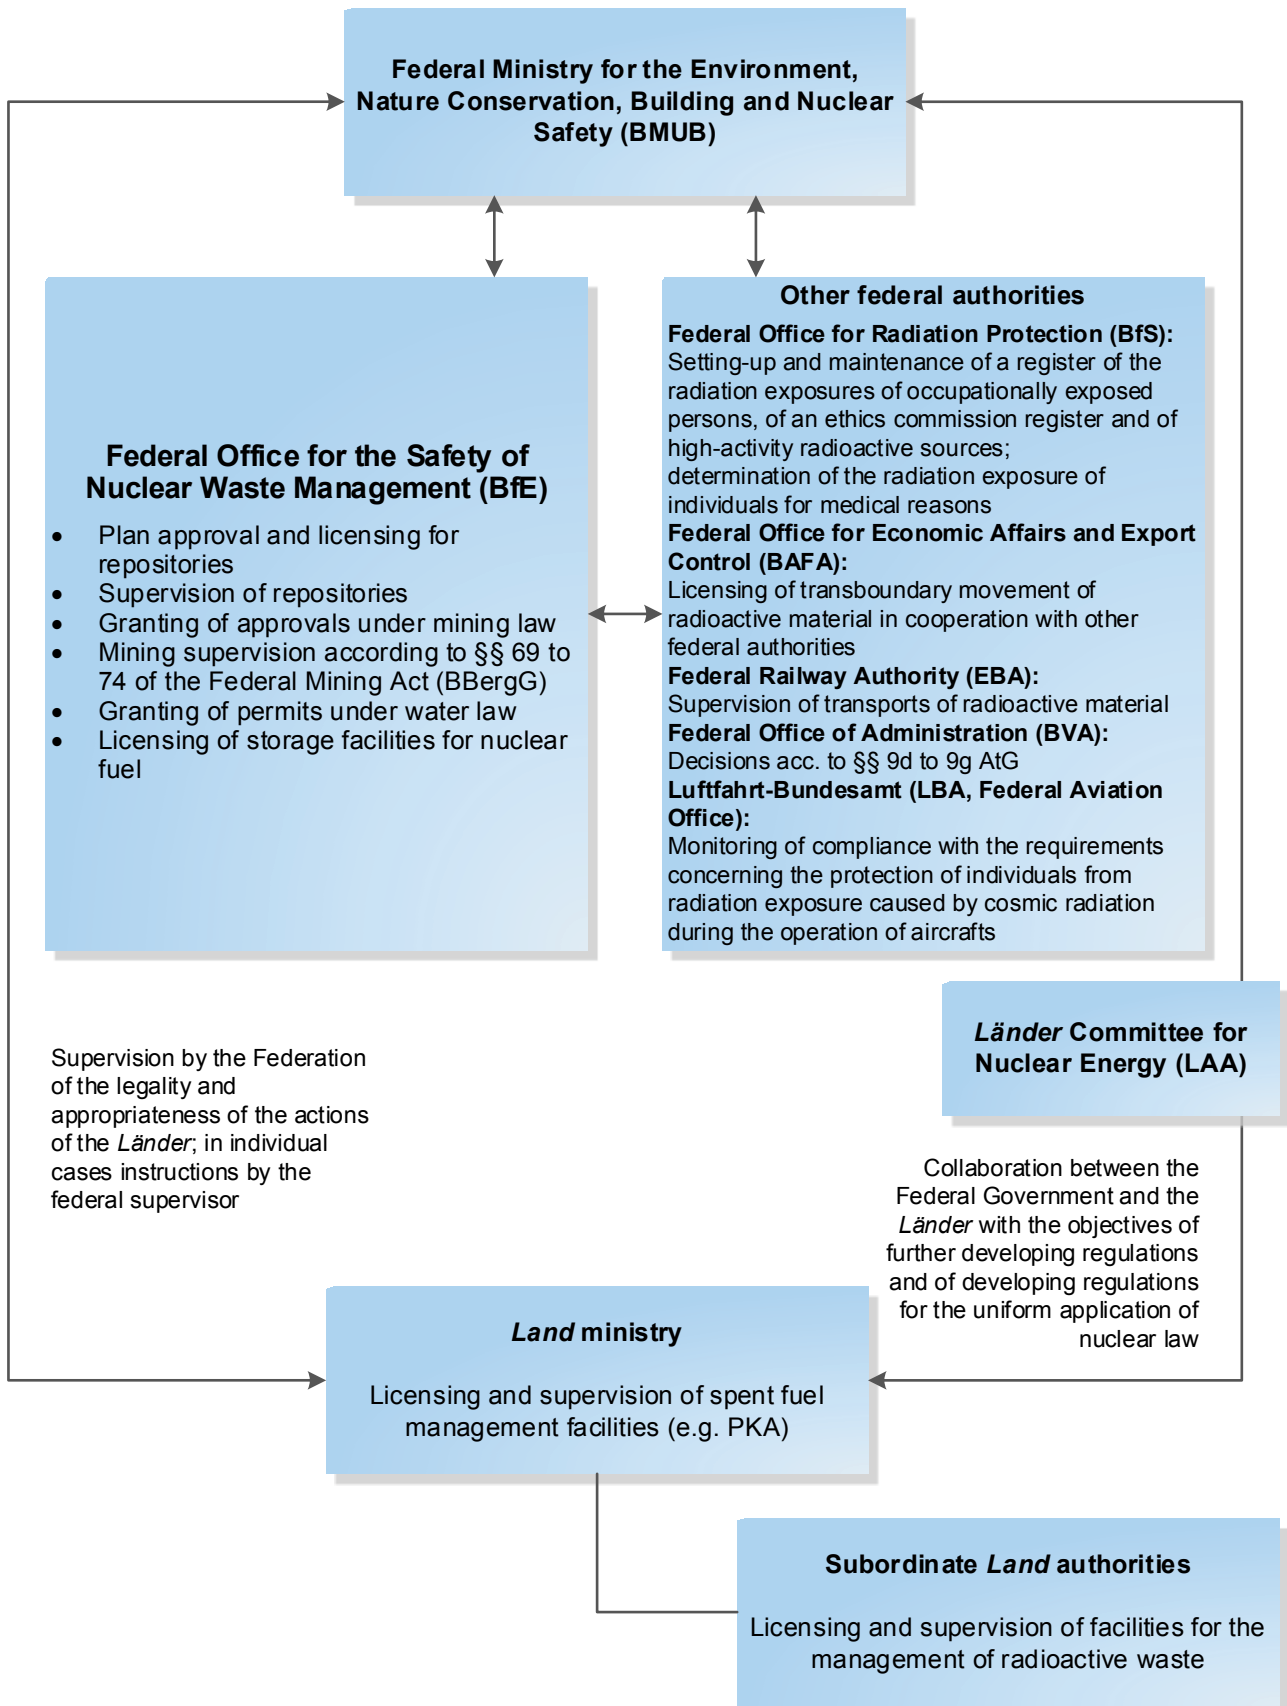 Federal Ministry for the Environment,
Nature Conservation, Building and Nuclear
Safety (BMUB)
Federal Office for the Safety of
Nuclear Waste Management (BfE)
• Plan approval and licensing for
repositories
• Supervision of repositories
• Granting of approvals under mining law
• Mining supervision according to §§ 69 to
74 of the Federal Mining Act (BBergG)
• Granting of permits under water law
• Licensing of storage facilities for nuclear
fuel
Other federal authorities
Federal Office for Radiation Protection (BfS):
Setting-up and maintenance of a register of the
radiation exposures of occupationally exposed
persons, of an ethics commission register and of
high-activity radioactive sources;
determination of the radiation exposure of
individuals for medical reasons
Federal Office for Economic Affairs and Export
Control (BAFA):
Licensing of transboundary movement of
radioactive material in cooperation with other
federal authorities
Federal Railway Authority (EBA):
Supervision of transports of radioactive material
Federal Office of Administration (BVA):
Decisions acc. to §§ 9d to 9g AtG
Luftfahrt-Bundesamt (LBA, Federal Aviation
Office):
Monitoring of compliance with the requirements
concerning the protection of individuals from
radiation exposure caused by cosmic radiation
during the operation of aircrafts
Länder Committee for
Nuclear Energy (LAA)
Supervision by the Federation
of the legality and
appropriateness of the actions
of the Länder; in individual
cases instructions by the
federal supervisor
Collaboration between the
Federal Government and the
Länder with the objectives of
further developing regulations
and of developing regulations
for the uniform application of
nuclear law
Land ministry
Licensing and supervision of spent fuel
management facilities (e.g. PKA)
Subordinate Land authorities
Licensing and supervision of facilities for the
management of radioactive waste